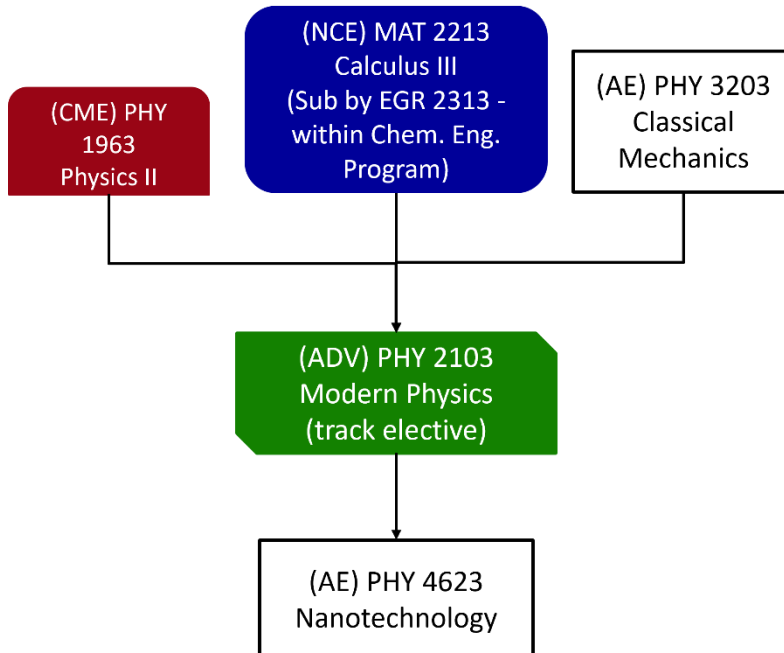 (CME) PHY
1963
Physics II
(NCE) MAT 2213
Calculus III
(Sub by EGR 2313 -
within Chem. Eng.
Program)
(AE) PHY 3203
Classical
Mechanics
(ADV) PHY 2103
Modern Physics
(track elective)
(AE) PHY 4623
Nanotechnology